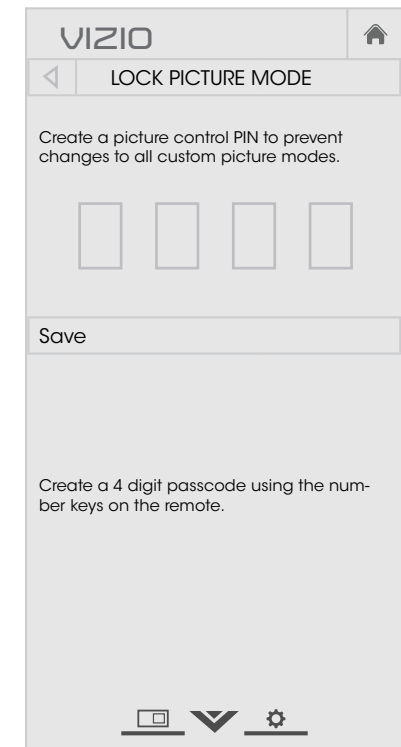 VIZIO
LOCK PICTURE MODE
Create a picture control PIN to prevent
changes to all custom picture modes.
Save
Create a 4 digit passcode using the num-
ber keys on the remote.